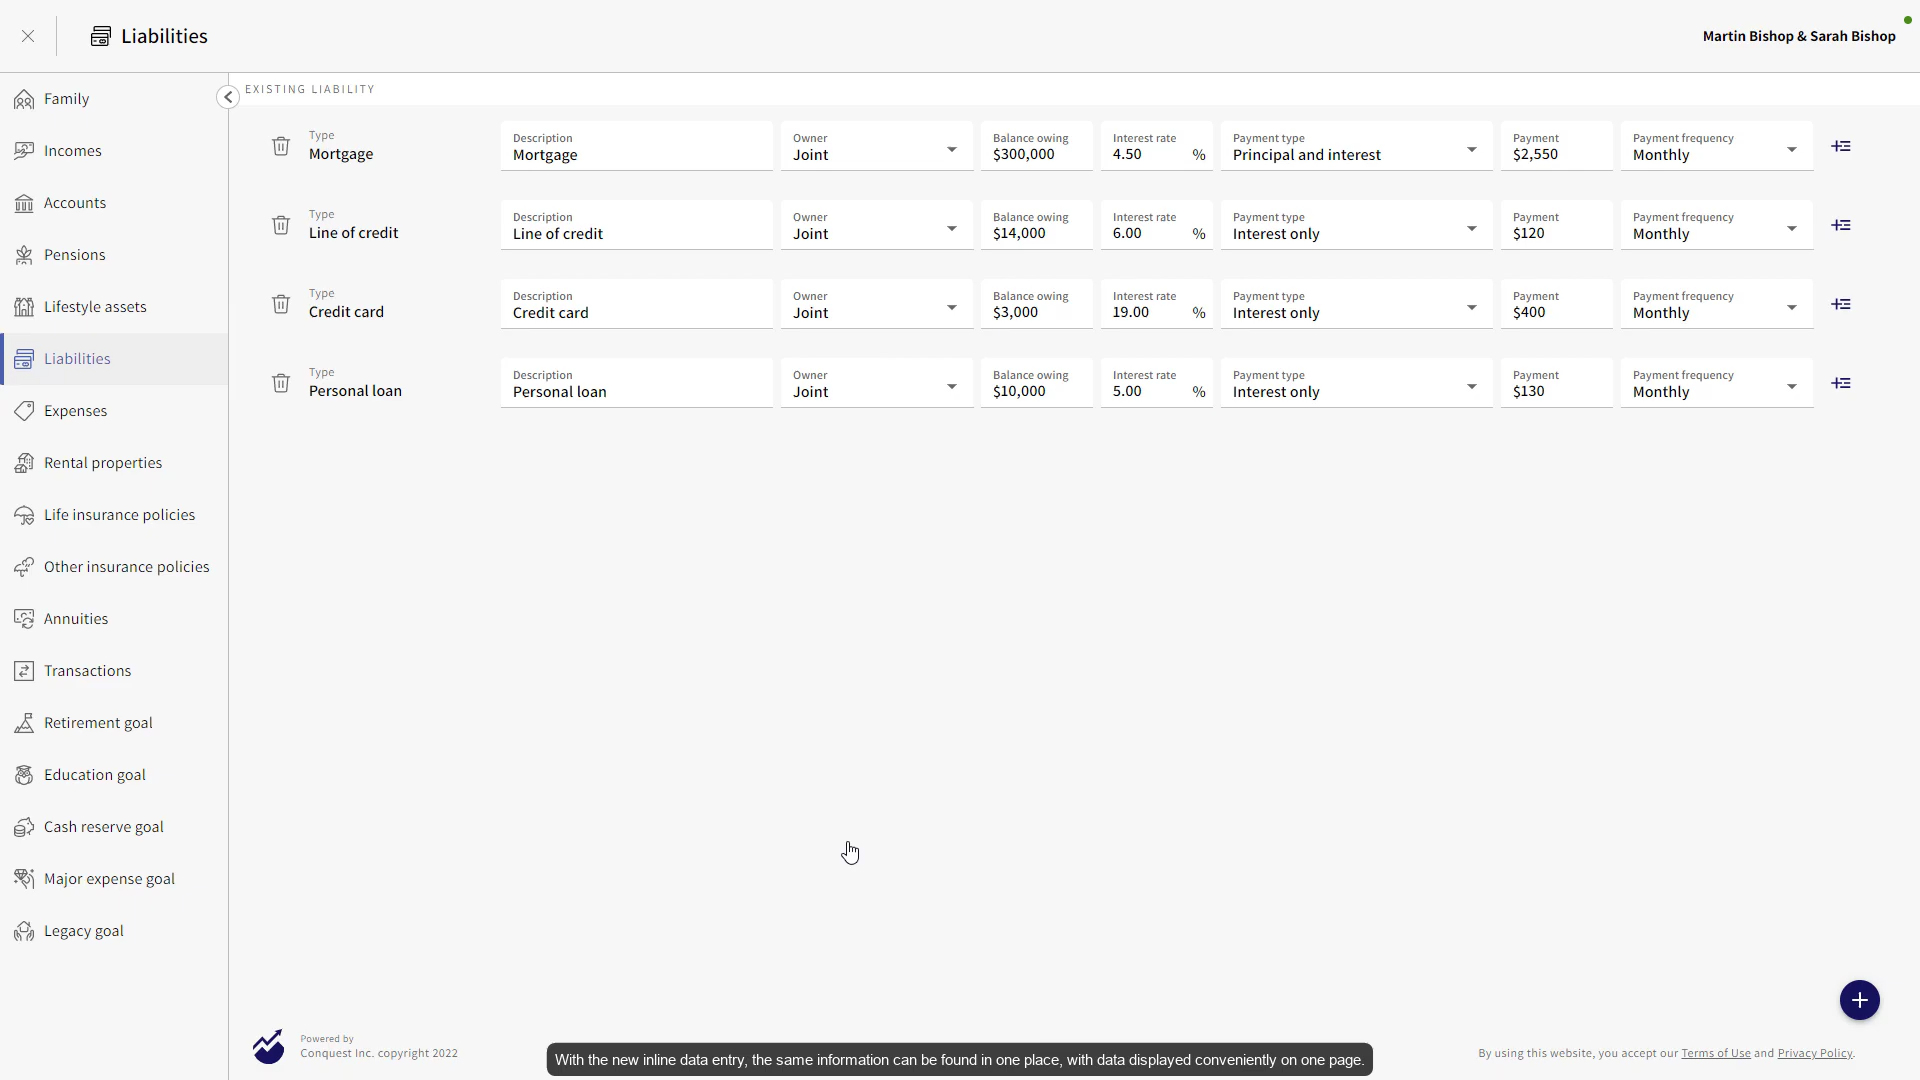 Liabilities
Martin Bishop & Sarah Bishop
Family
Incomes
Accounts
Pensions
Lifestyle assets
Liabilities
Expenses
Rental properties
Life insurance policies
Other insurance policies
Annuities
Transactions
Retirement goal
Education goal
Cash reserve goal
Major expense goal
Legacy goal
EXISTING LIABILITY
Type Description Owner Balance owing Interest rate Payment type Payment Payment frequency
Mortgage Mortgage Joint $300,000 4.50 % Principal and interest $2,550 Monthly
Type Description Owner Balance owing Interest rate Payment type Payment Payment frequency
Line of credit Line of credit Joint $14,000 6.00 % Interest only $120 Monthly
Type Description Owner Balance owing Interest rate Payment type Payment Payment frequency
Credit card Credit card Joint $3,000 19.00 % Interest only $400 Monthly
Type Description Owner Balance owing Interest rate Payment type Payment Payment frequency
Personal loan Personal loan Joint $10,000 5.00 % Interest only $130 Monthly
Powered by
Conquest Inc. copyright 2022
With the new inline data entry, the same information can be found in one place, with data displayed conveniently on one page.
By using this website, you accept our Terms of Use and Privacy Policy.